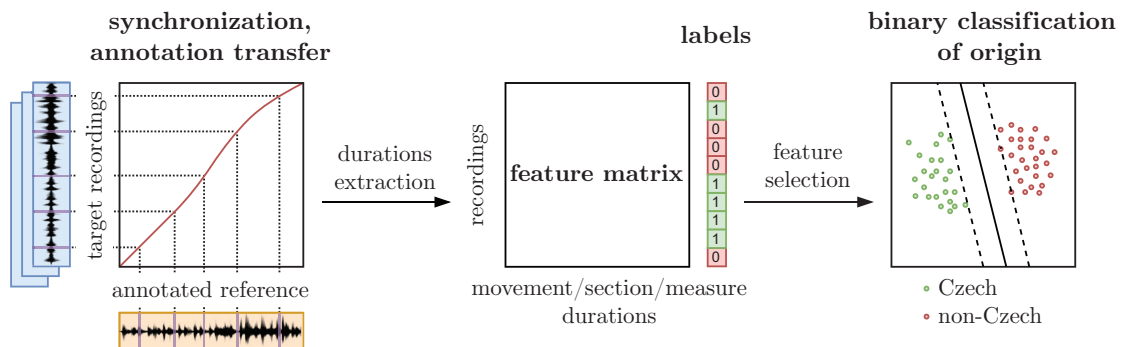 synchronization,
annotation transfer
target recordings
annotated reference
durations
extraction
recordings
feature matrix
movement/section/measure
durations
labels
0
1
0
0
0
1
1
1
1
0
feature
selection
binary classification
of origin
Czech
non-Czech